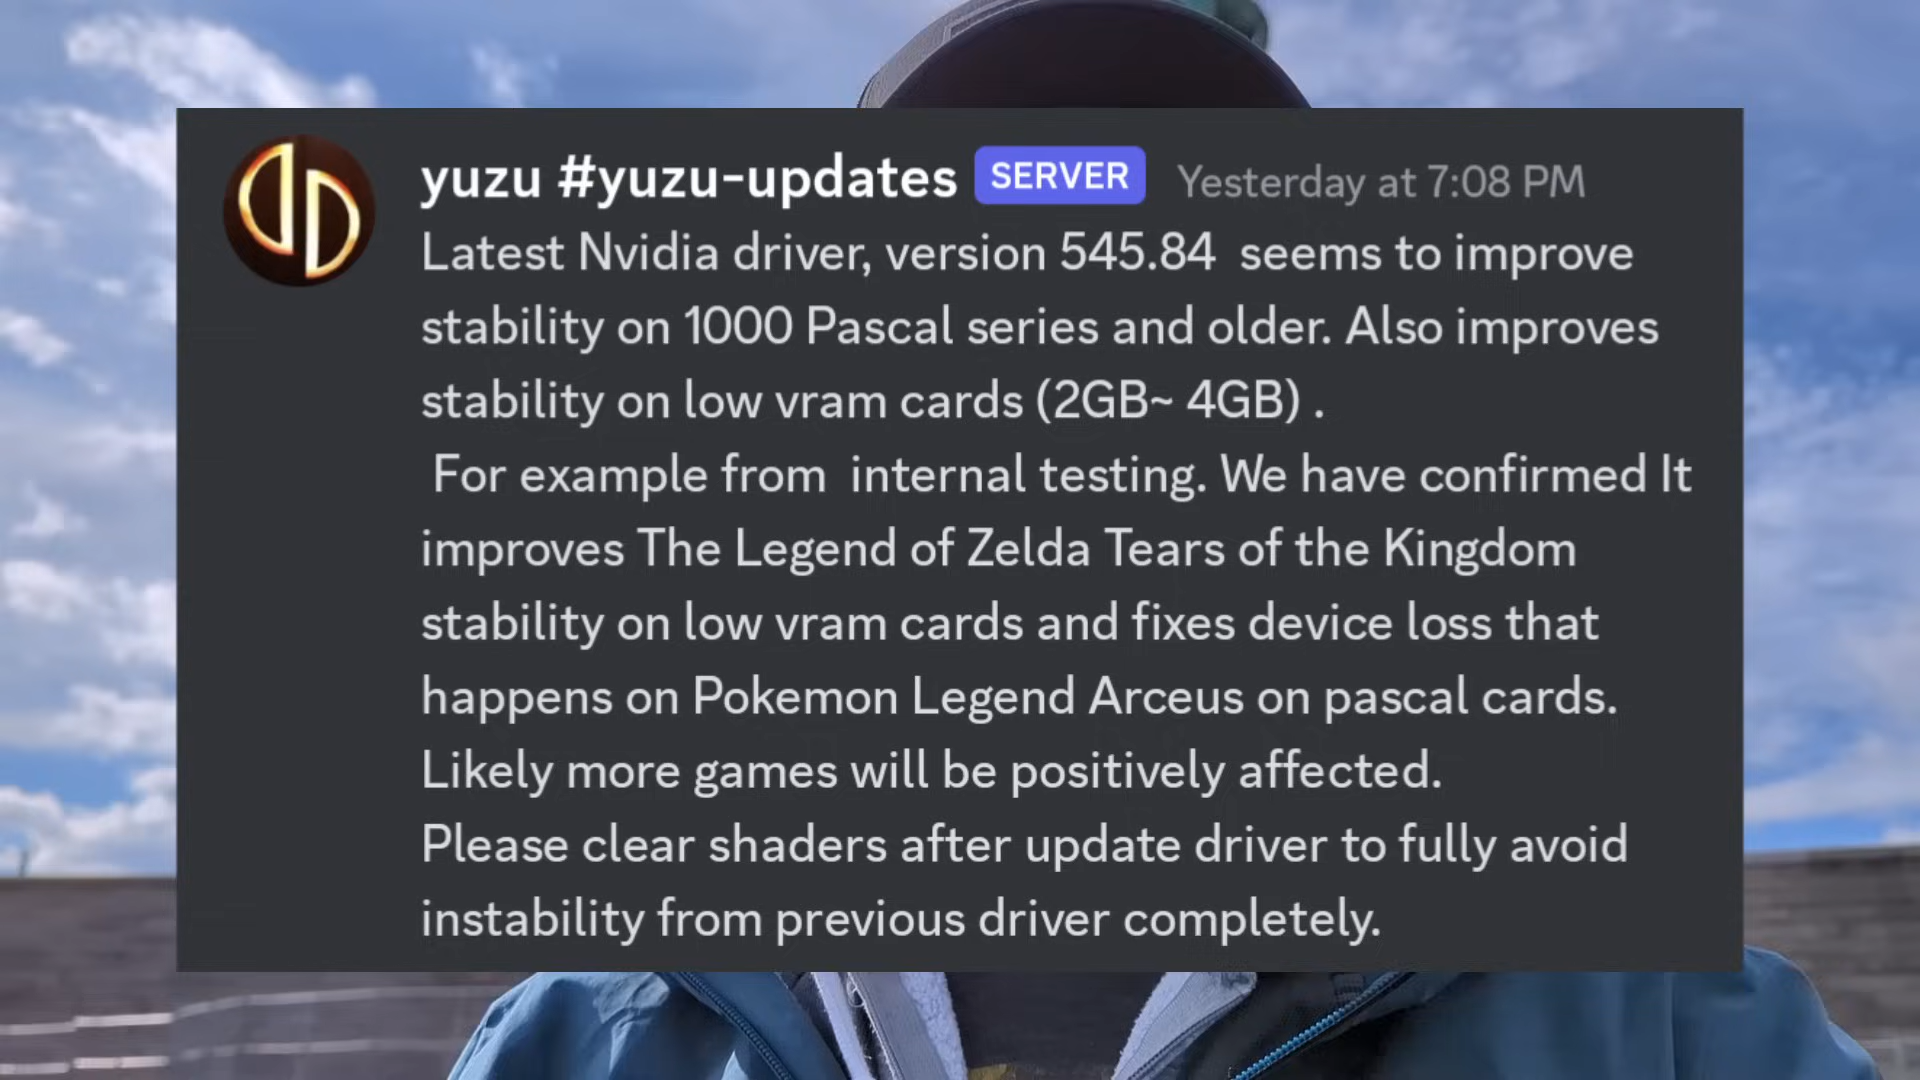 yuzu #yuzu-updates SERVER Yesterday at 7:08 PM
Latest Nvidia driver, version 545.84  seems to improve
stability on 1000 Pascal series and older. Also improves
stability on low vram cards (2GB~ 4GB) .
For example from  internal testing. We have confirmed It
improves The Legend of Zelda Tears of the Kingdom
stability on low vram cards and fixes device loss that
happens on Pokemon Legend Arceus on pascal cards.
Likely more games will be positively affected.
Please clear shaders after update driver to fully avoid
instability from previous driver completely.